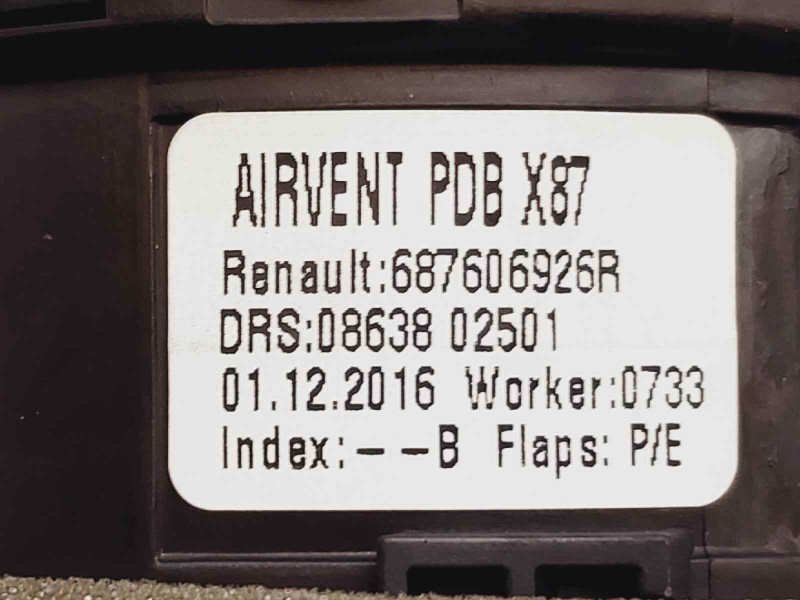 AIRVENT PDB X87
Renault:687606926R
DRS:08638 02501
01.12.2016 Worker:0733
Index:--B Flaps: P/E